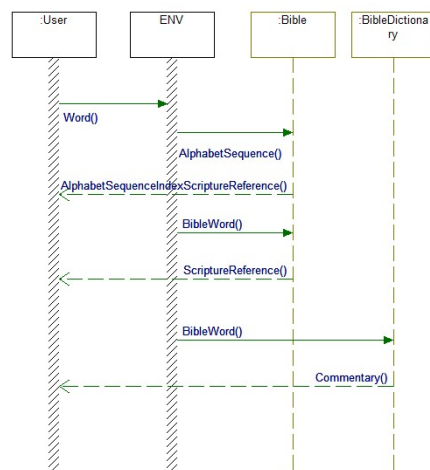 :User
ENV
:Bible
:BibleDictiona
ry
Word()
AlphabetSequence()
AlphabetSequenceIndexScriptureReference()
BibleWord()
ScriptureReference()
BibleWord()
Commentary()